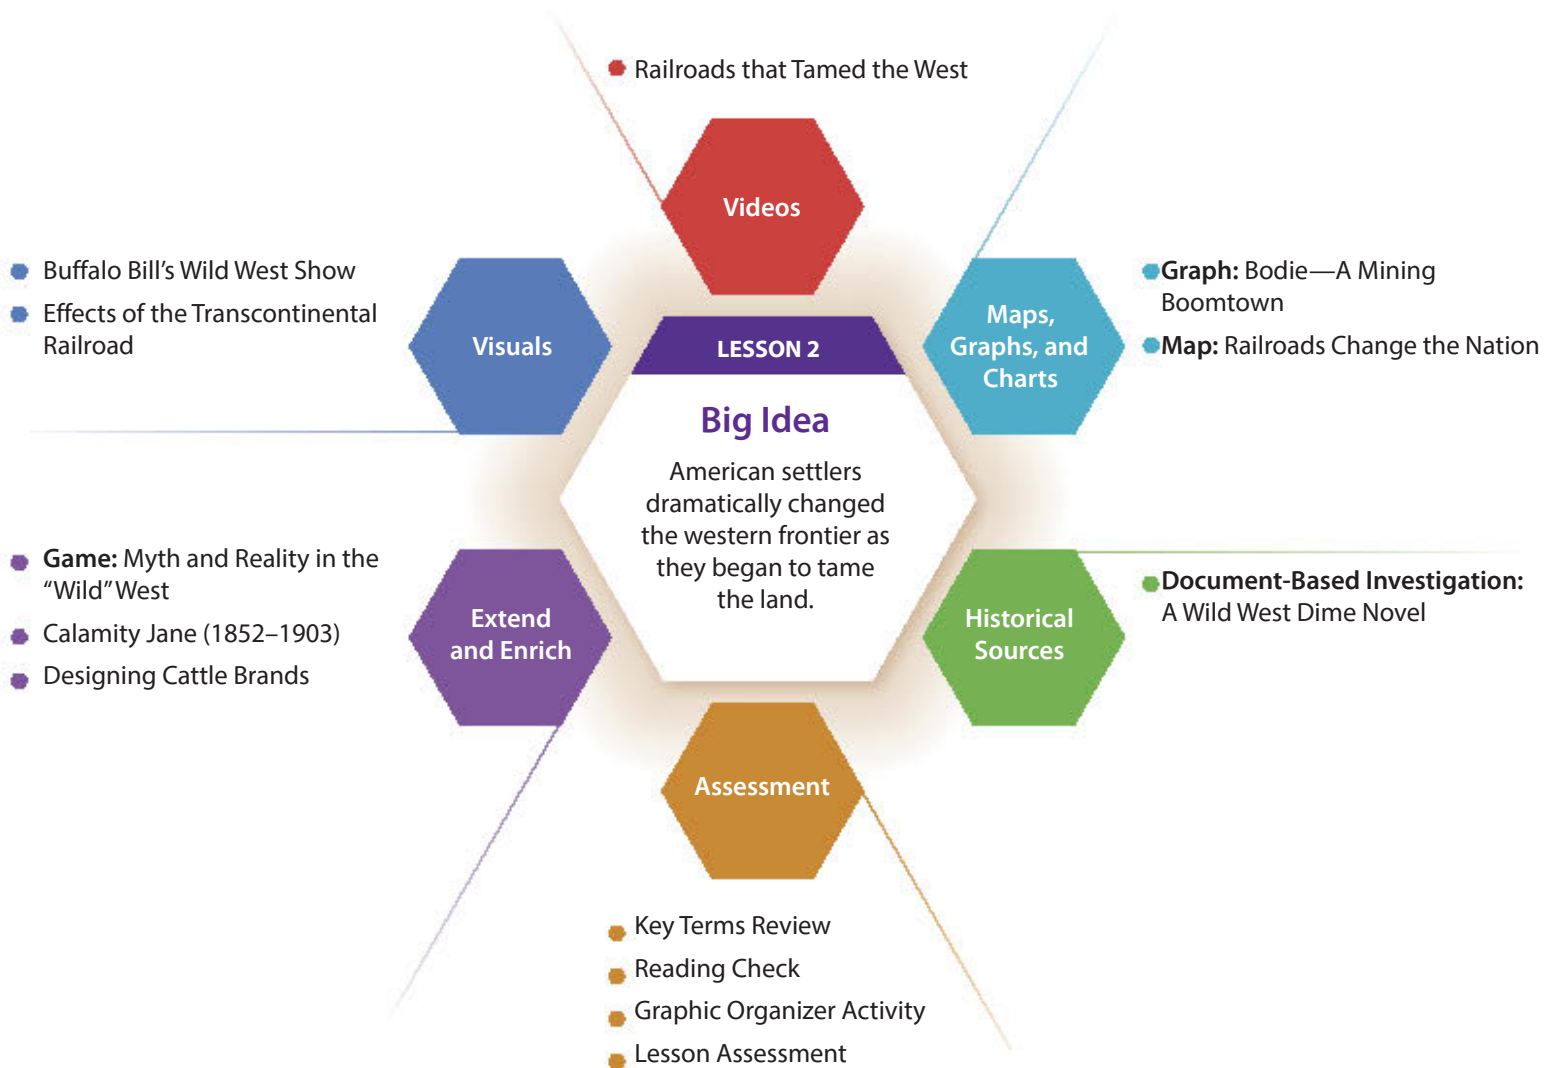 Railroads that Tamed the West
Videos
Buffalo Bill's Wild West Show
Effects of the Transcontinental
Railroad
Visuals
Maps,
Graphs, and
Charts
Graph: Bodie—A Mining
Boomtown
Map: Railroads Change the Nation
LESSON 2
Big Idea
American settlers
dramatically changed
the western frontier as
they began to tame
the land.
Game: Myth and Reality in the
“Wild” West
Calamity Jane (1852–1903)
Designing Cattle Brands
Extend
and Enrich
Historical
Sources
Document-Based Investigation:
A Wild West Dime Novel
Assessment
Key Terms Review
Reading Check
Graphic Organizer Activity
Lesson Assessment